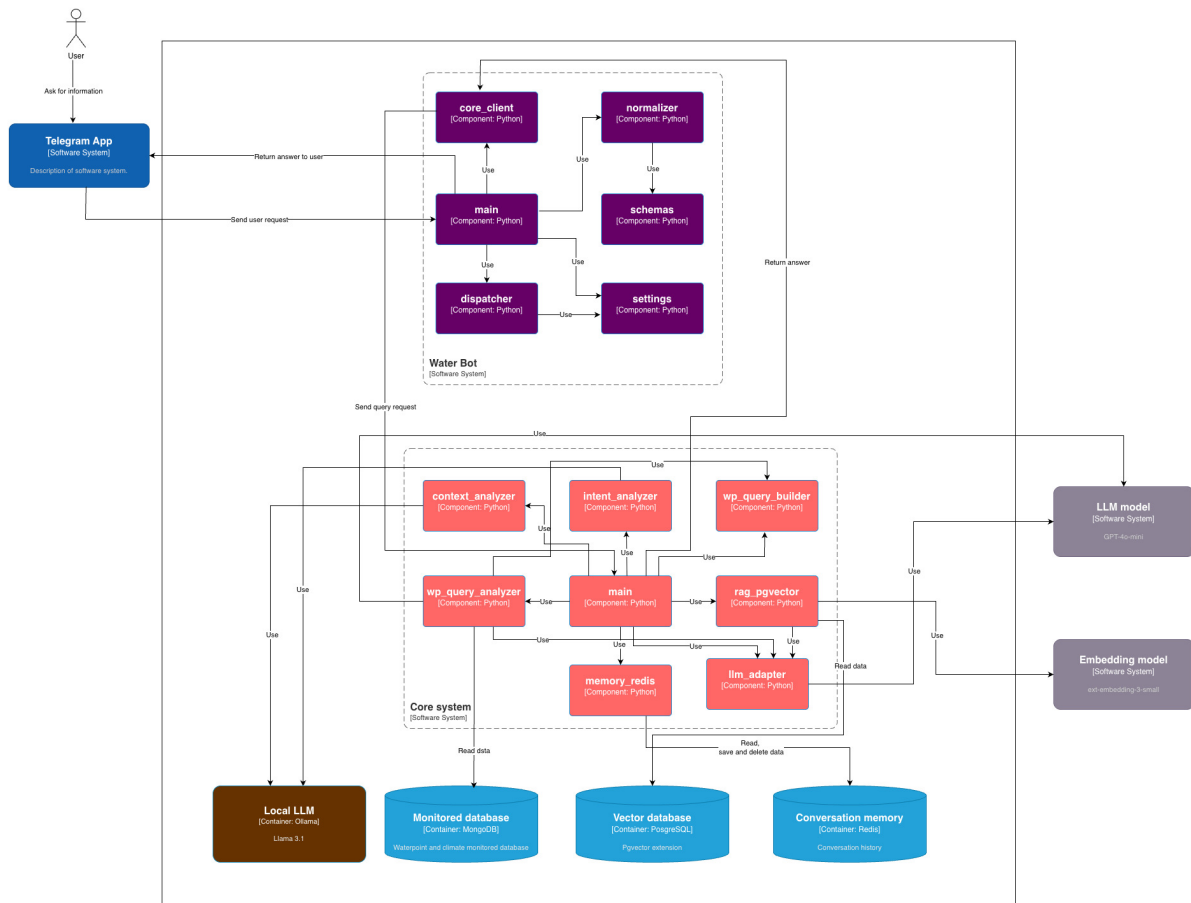 User
Ask for information
Telegram App
[Software System]
Description of software system.
Return answer to user
Send user request
core_client
[Component: Python]
normalizer
[Component: Python]
Use
Use
Use
main
[Component: Python]
schemas
[Component: Python]
Use
Use
Return answer
dispatcher
[Component: Python]
Use
settings
[Component: Python]
Water Bot
[Software System]
Send query request
Use
Use
context_analyzer
[Component: Python]
intent_analyzer
[Component: Python]
wp_query_builder
[Component: Python]
LLM model
[Software System]
GPT-4o-mini
Use
Use
Use
Use
Use
Use
wp_query_analyzer
[Component: Python]
Use
main
[Component: Python]
Use
rag_pgvector
[Component: Python]
Use
Use
Use
Use
Use
Embedding model
[Software System]
ext-embedding-3-small
memory_redis
[Component: Python]
llm_adapter
[Component: Python]
Read data
Core system
[Software System]
Read dsta
Read,
save and delete data
Local LLM
[Container: Ollama]
Llama 3.1
Monitored database
[Container: MongoDB]
Waterpoint and climate monitored database
Vector database
[Container: PosgreSQL]
Pgvector extension
Conversation memory
[Container: Redis]
Conversation history